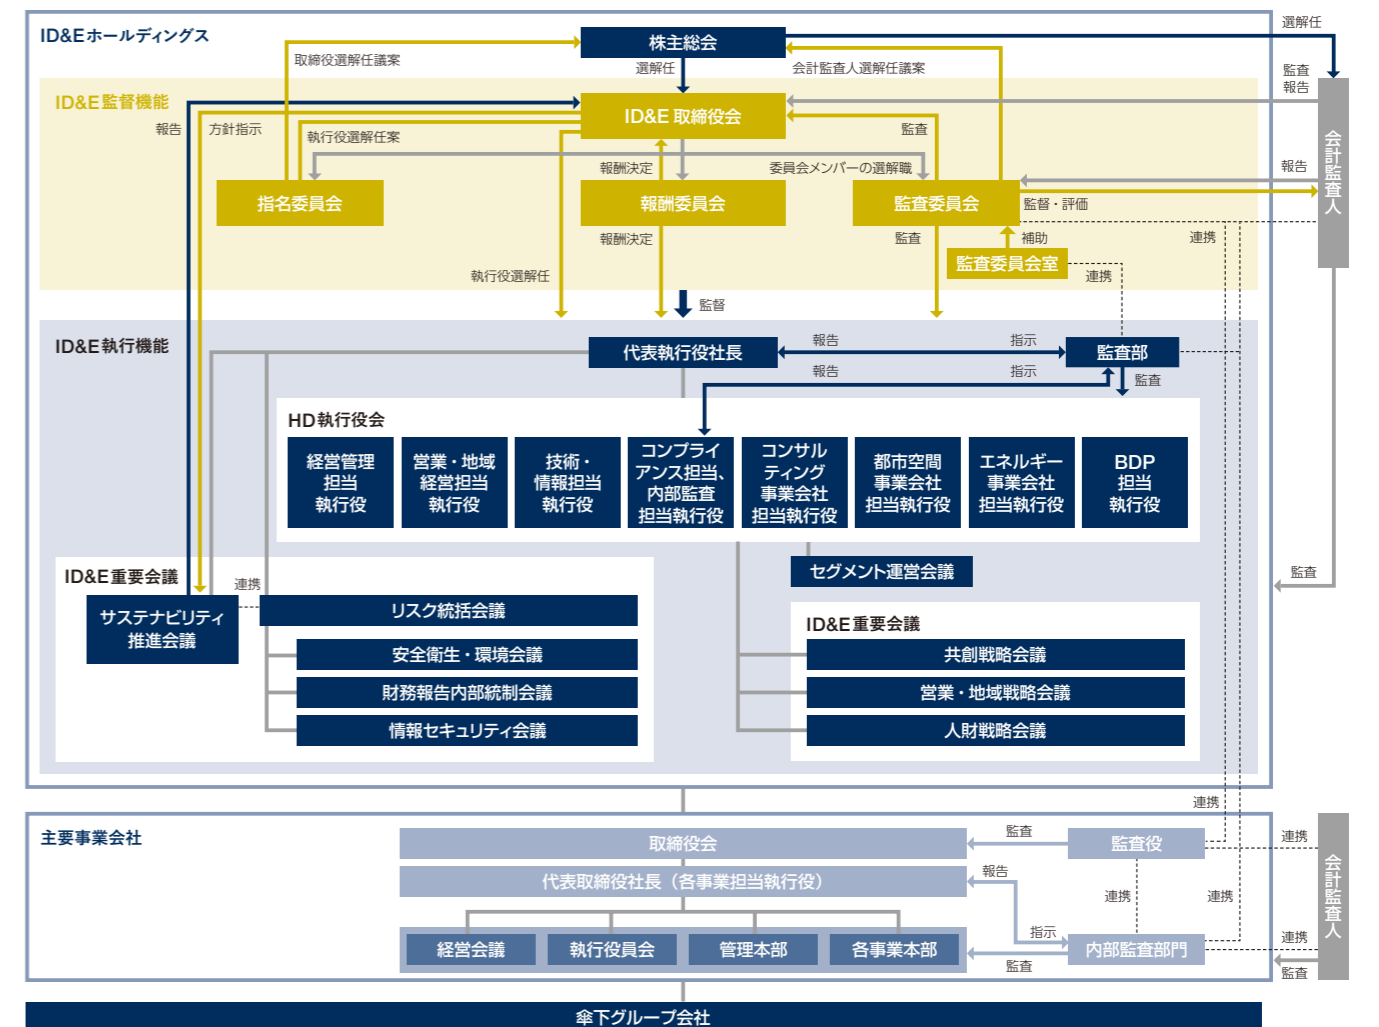 ID&Eホールディングス
株主総会
選解任
取締役選解任議案
選解任
会計監査人選解任議案
監査
報告
ID&E監督機能
ID&E 取締役会
報告
方針指示
執行役選解任案
監査
報酬決定
委員会メンバーの選解職
報告
会計監査人
指名委員会
報酬委員会
監査委員会
監督・評価
報酬決定
監査
補助
連携
監査委員会室
執行役選解任
連携
監督
ID&E執行機能
代表執行役社長
報告
指示
監査部
報告
指示
監査
HD執行役会
経営管理
担当
執行役
営業・地域
経営担当
執行役
技術・
情報担当
執行役
コンプライ
アンス担当、
内部監査
担当執行役
コンサル
ティング
事業会社
担当執行役
都市空間
事業会社
担当執行役
エネルギー
事業会社
担当執行役
BDP
担当
執行役
セグメント運営会議
監査
ID&E重要会議
連携
サステナビリティ
推進会議
リスク統括会議
安全衛生・環境会議
財務報告内部統制会議
情報セキュリティ会議
ID&E重要会議
共創戦略会議
営業・地域戦略会議
人財戦略会議
連携
主要事業会社
取締役会
監査
監査役
連携
会計監査人
代表取締役社長（各事業担当執行役）
報告
連携
連携
指示
経営会議
執行役員会
管理本部
各事業本部
監査
内部監査部門
連携
監査
傘下グループ会社